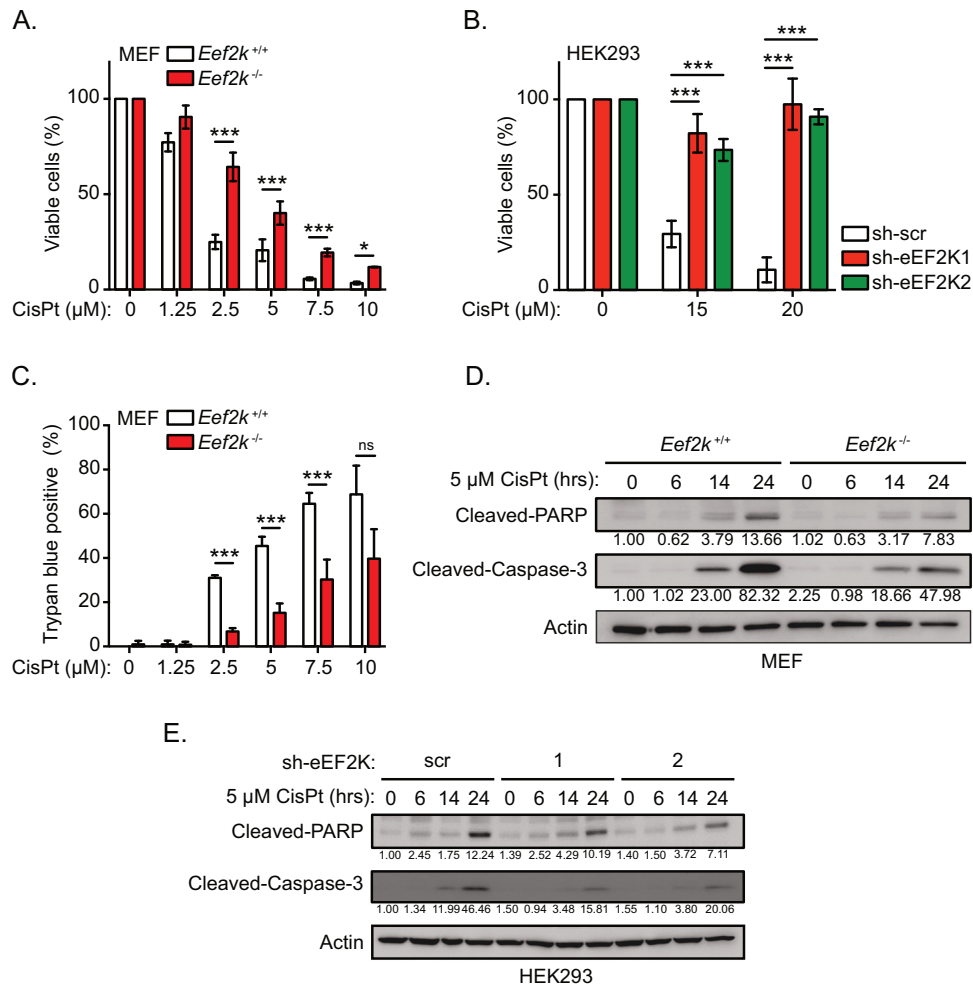 A.
MEF
Eef2k +/+
Eef2k -/-
Viable cells (%)
100
50
0
***
***
***
*
CisPt (µM): 0 1.25 2.5 5 7.5 10
B.
HEK293
Viable cells (%)
100
50
0
***
***
***
***
sh-scr
sh-eEF2K1
sh-eEF2K2
CisPt (µM): 0 15 20
C.
MEF
Eef2k +/+
Eef2k -/-
Trypan blue positive (%)
100
80
60
40
20
0
***
***
***
ns
CisPt (µM): 0 1.25 2.5 5 7.5 10
D.
Eef2k +/+ Eef2k -/-
5 µM CisPt (hrs): 0 6 14 24 0 6 14 24
Cleaved-PARP
1.00 0.62 3.79 13.66 1.02 0.63 3.17 7.83
Cleaved-Caspase-3
1.00 1.02 23.00 82.32 2.25 0.98 18.66 47.98
Actin
MEF
E.
sh-eEF2K: scr 1 2
5 µM CisPt (hrs): 0 6 14 24 0 6 14 24 0 6 14 24
Cleaved-PARP
1.00 2.45 1.75 12.24 1.39 2.52 4.29 10.19 1.40 1.50 3.72 7.11
Cleaved-Caspase-3
1.00 1.34 11.99 46.46 1.50 0.94 3.48 15.81 1.55 1.10 3.80 20.06
Actin
HEK293